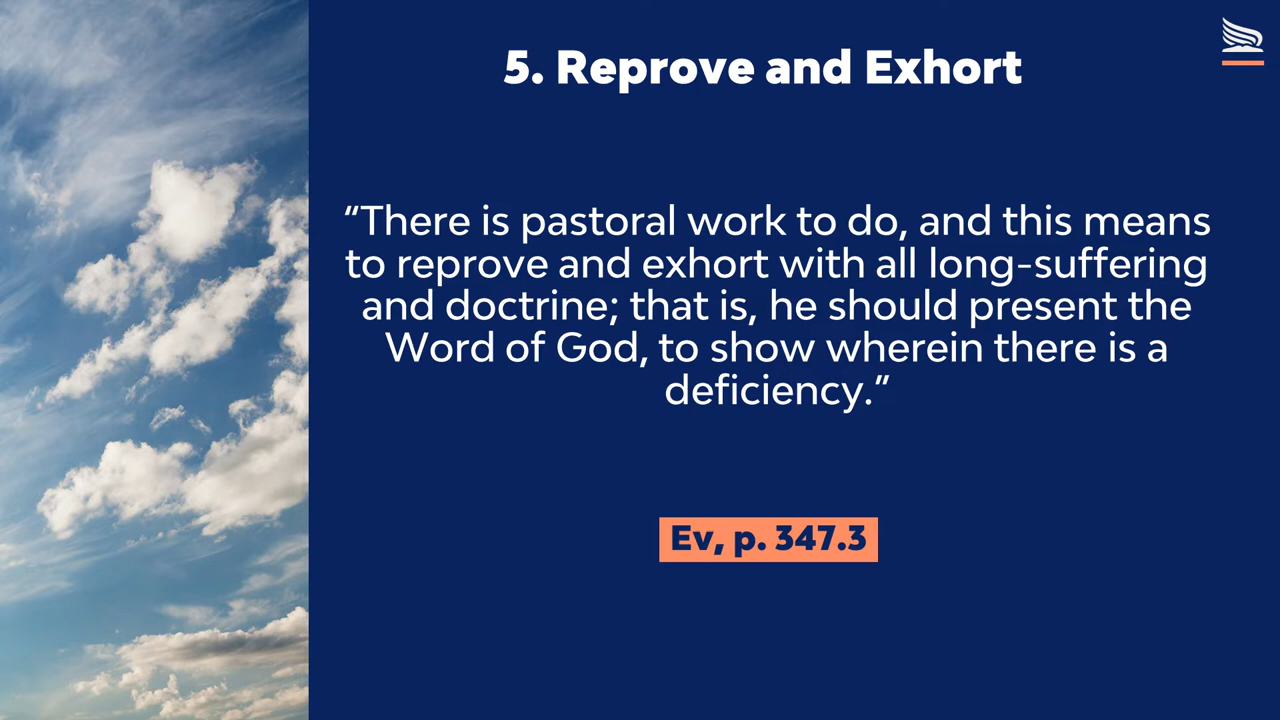 5. Reprove and Exhort
“There is pastoral work to do, and this means
to reprove and exhort with all long-suffering
and doctrine; that is, he should present the
Word of God, to show wherein there is a
deficiency.”
Ev, p. 347.3